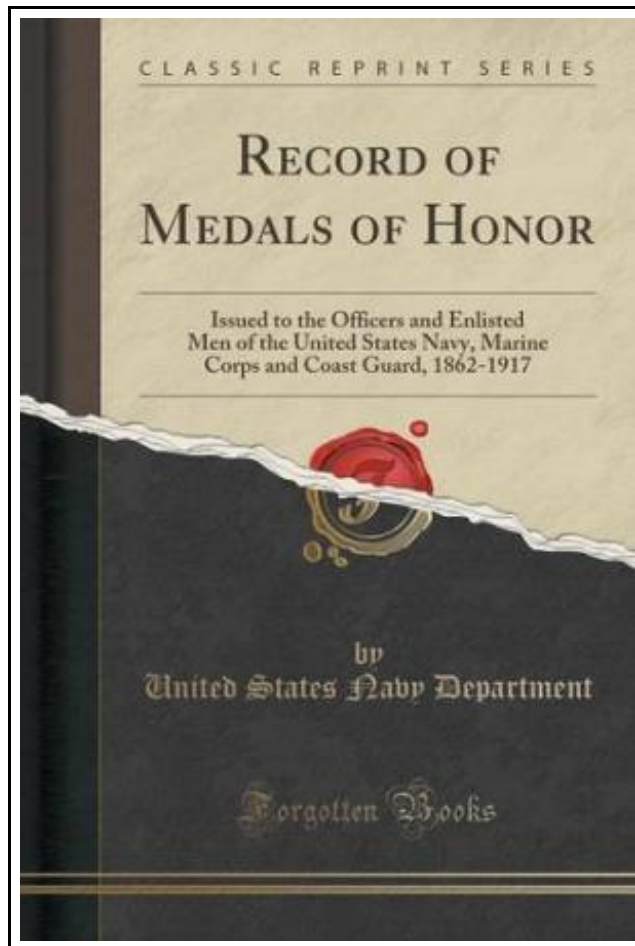 CLASSIC REPRINT SERIES
RECORD OF
MEDALS OF HONOR
Issued to the Officers and Enlisted
Men of the United States Navy, Marine
Corps and Coast Guard, 1862-1917
F
by
United States Navy Department
Forgotten Books